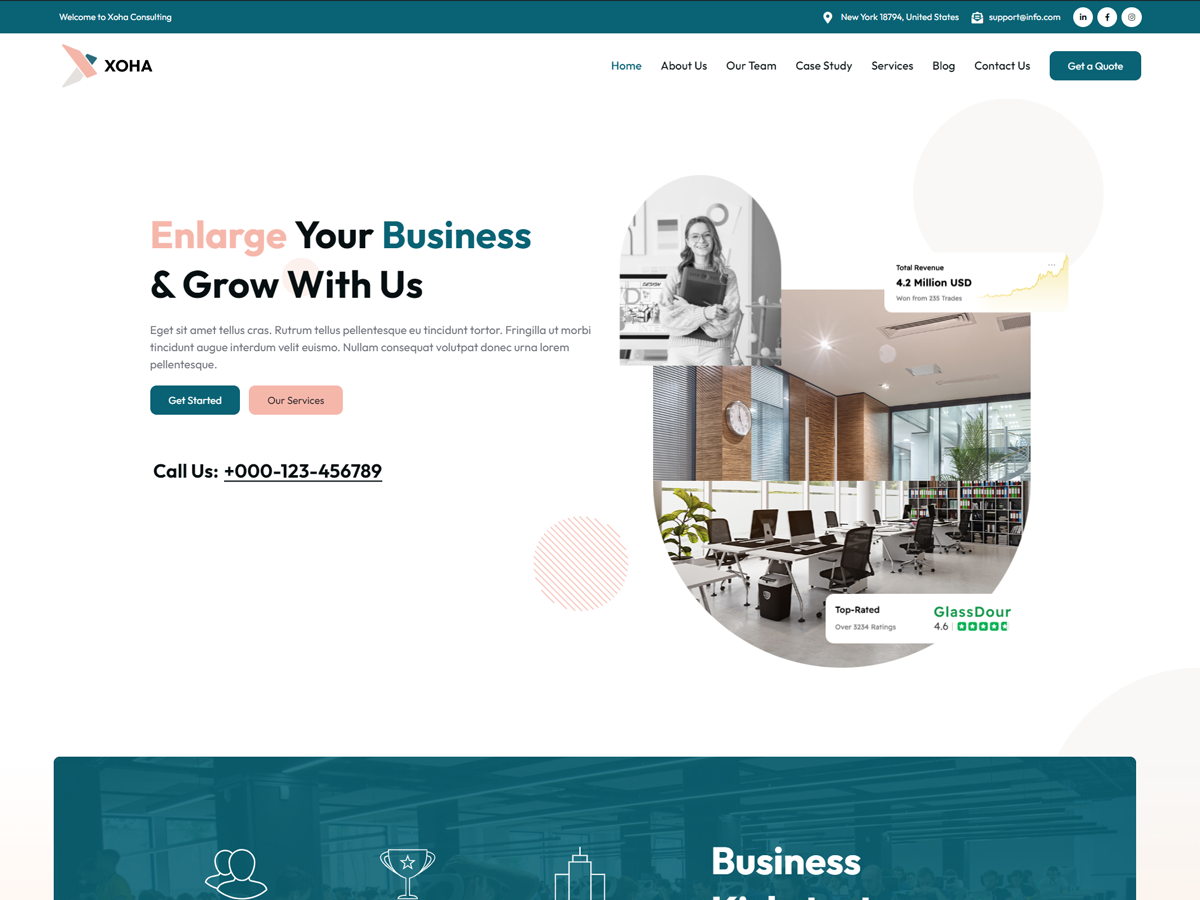 Welcome to Xoha Consulting
New York 18794, United States
support@info.com
XOHA
Home
About Us
Our Team
Case Study
Services
Blog
Contact Us
Get a Quote
Enlarge Your Business
& Grow With Us
Eget sit amet tellus cras. Rutrum tellus pellentesque eu tincidunt tortor. Fringilla ut morbi
tincidunt augue interdum velit euismo. Nullam consequat volutpat donec urna lorem
pellentesque.
Get Started
Our Services
Call Us: +000-123-456789
DESIGN
Total Revenue
4.2 Million USD
Won from 235 Trades
Top-Rated
Over 3234 Ratings
GlassDour
4.6
Business